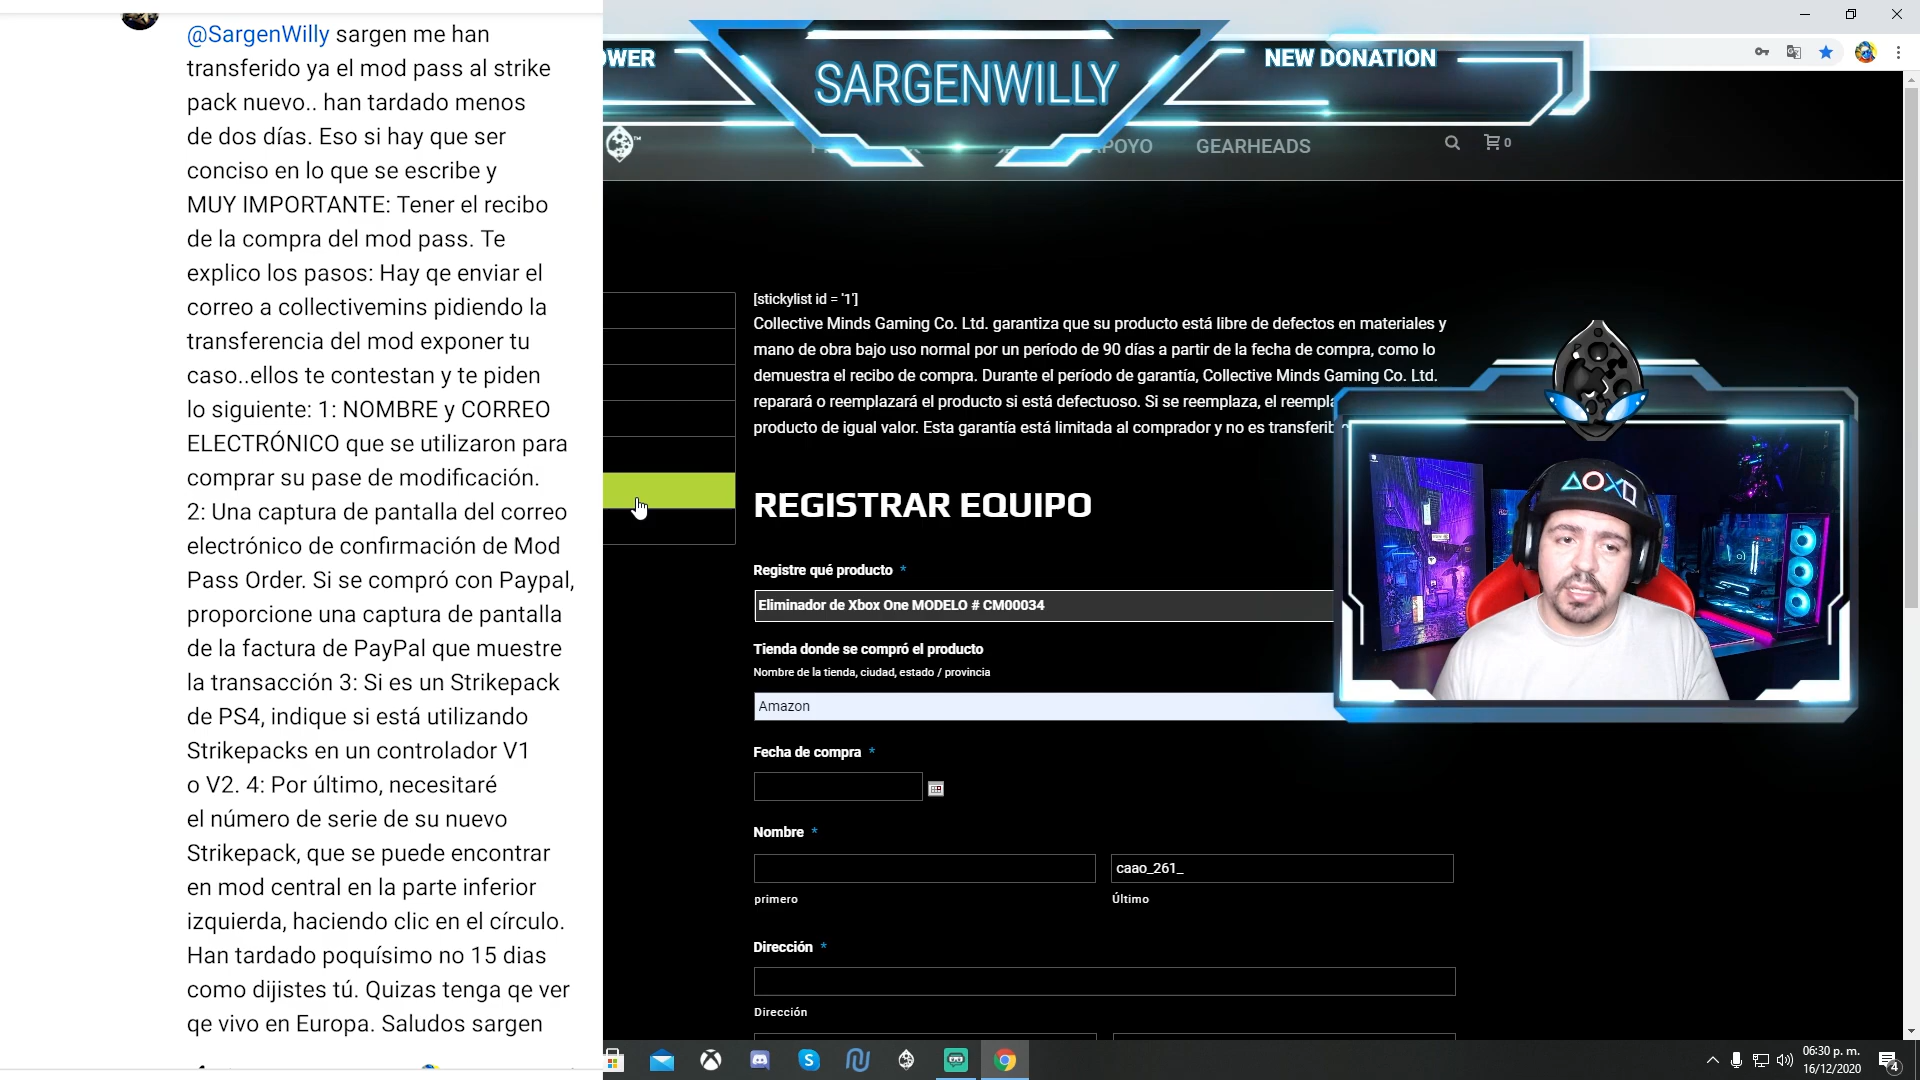 @SargenWilly sargen me han
transferido ya el mod pass al strike
pack nuevo.. han tardado menos
de dos días. Eso si hay que ser
conciso en lo que se escribe y
MUY IMPORTANTE: Tener el recibo
de la compra del mod pass. Te
explico los pasos: Hay qe enviar el
correo a collectivemins pidiendo la
transferencia del mod exponer tu
caso..ellos te contestan y te piden
lo siguiente: 1: NOMBRE y CORREO
ELECTRÓNICO que se utilizaron para
comprar su pase de modificación.
2: Una captura de pantalla del correo
electrónico de confirmación de Mod
Pass Order. Si se compró con Paypal,
proporcione una captura de pantalla
de la factura de PayPal que muestre
la transacción 3: Si es un Strikepack
de PS4, indique si está utilizando
Strikepacks en un controlador V1
o V2. 4: Por último, necesitaré
el número de serie de su nuevo
Strikepack, que se puede encontrar
en mod central en la parte inferior
izquierda, haciendo clic en el círculo.
Han tardado poquísimo no 15 dias
como dijistes tú. Quizas tenga qe ver
qe vivo en Europa. Saludos sargen
OWER
SARGENWILLY
NEW DONATION
APOYO
GEARHEADS
0
[stickylist id = '1']
Collective Minds Gaming Co. Ltd. garantiza que su producto está libre de defectos en materiales y
mano de obra bajo uso normal por un período de 90 días a partir de la fecha de compra, como lo
demuestra el recibo de compra. Durante el período de garantía, Collective Minds Gaming Co. Ltd.
reparará o reemplazará el producto si está defectuoso. Si se reemplaza, el reempla
producto de igual valor. Esta garantía está limitada al comprador y no es transferib
REGISTRAR EQUIPO
Registre qué producto *
Eliminador de Xbox One MODELO # CM00034
Tienda donde se compró el producto
Nombre de la tienda, ciudad, estado / provincia
Amazon
Fecha de compra *
Nombre *
caao_261_
primero
Último
Dirección *
Dirección
06:30 p. m.
16/12/2020
4